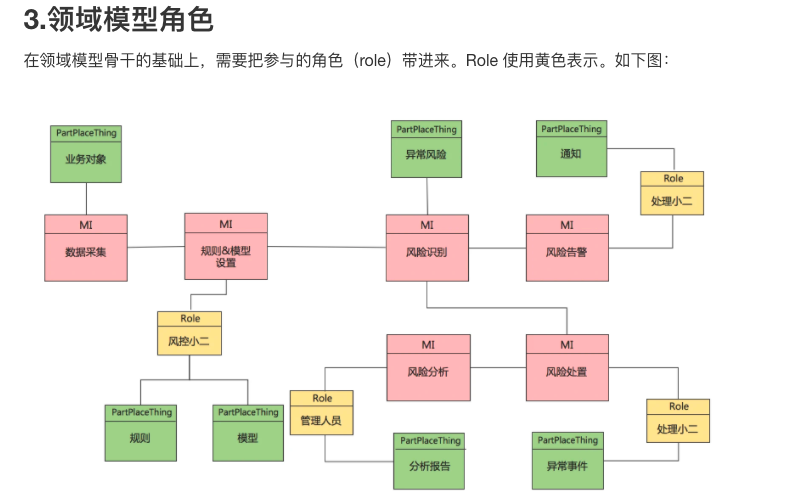 3.领域模型角色
在领域模型骨干的基础上，需要把参与的角色（role）带进来。Role 使用黄色表示。如下图：
PartPlaceThing
业务对象
PartPlaceThing
异常风险
PartPlaceThing
通知
Role
处理小二
MI
数据采集
MI
规则&模型
设置
MI
风险识别
MI
风险告警
Role
风控小二
MI
风险分析
MI
风险处置
Role
管理人员
Role
处理小二
PartPlaceThing
规则
PartPlaceThing
模型
PartPlaceThing
分析报告
PartPlaceThing
异常事件